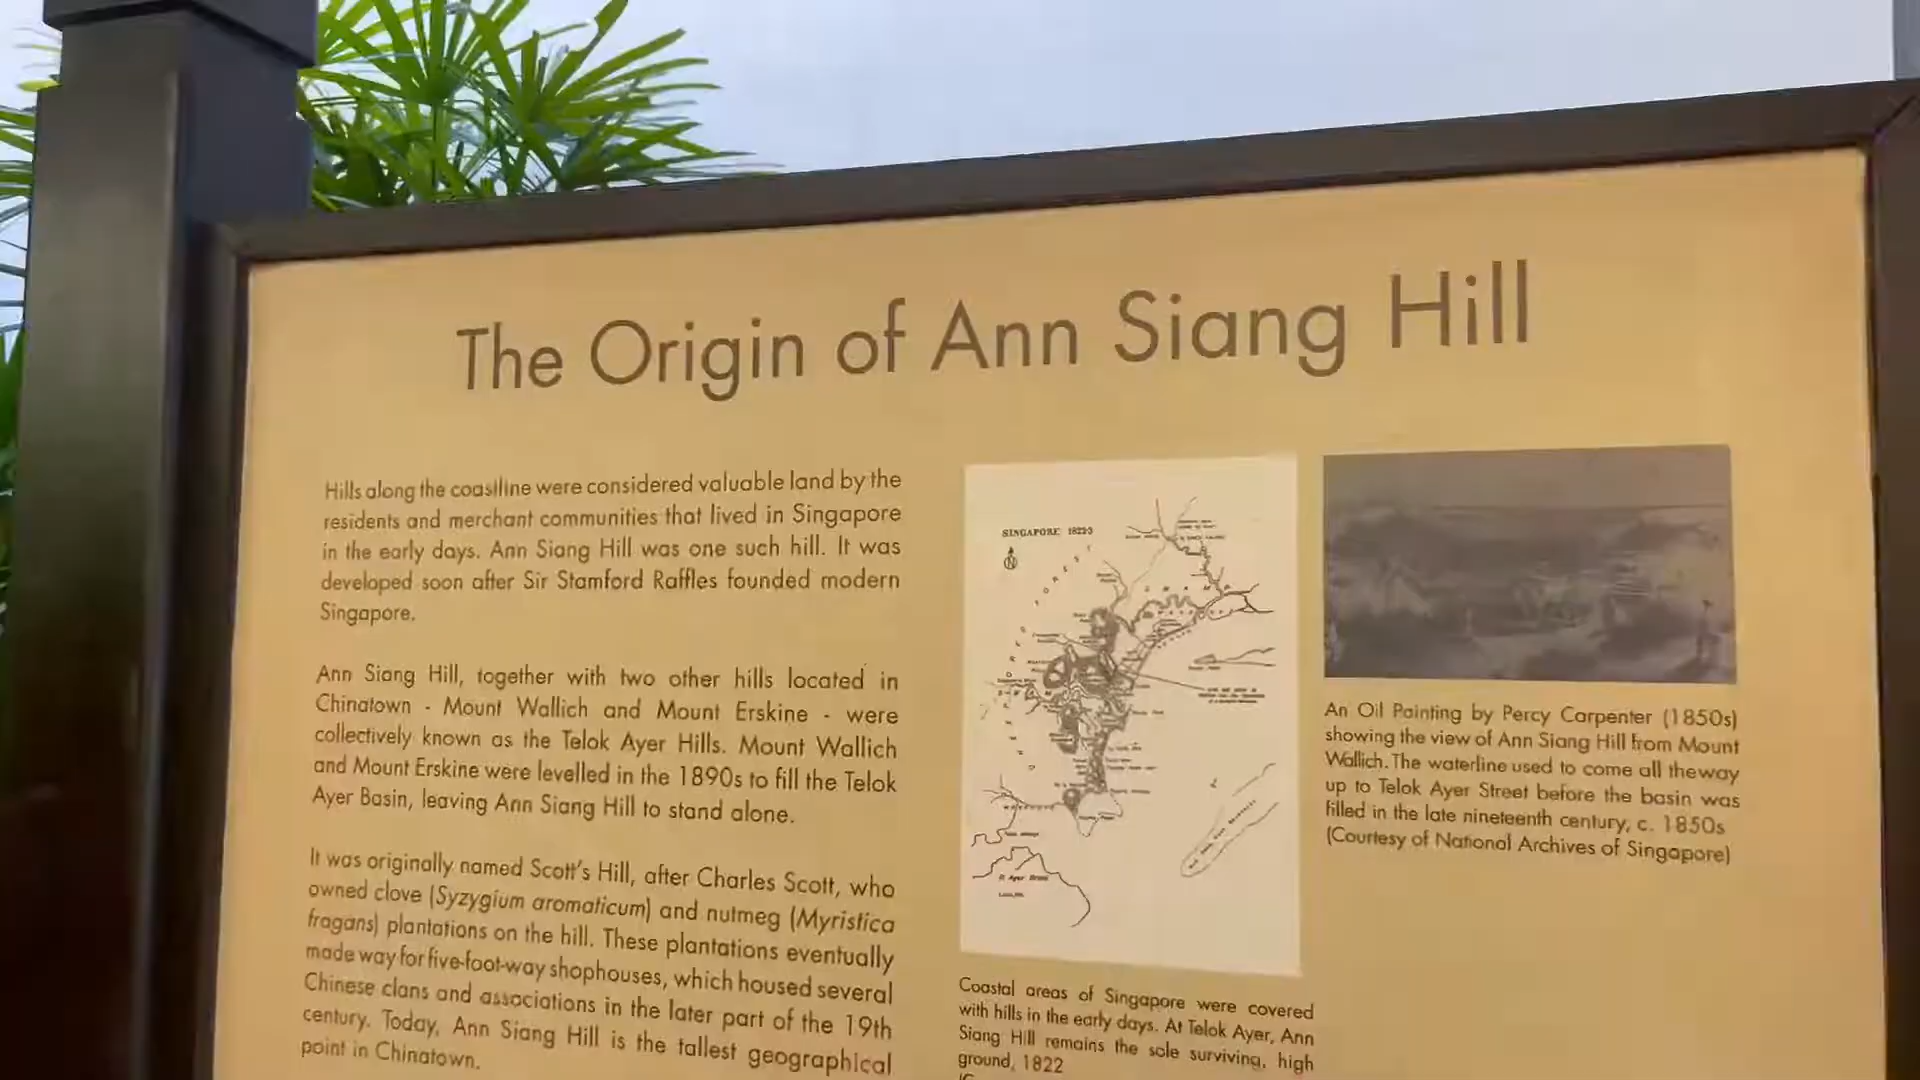 The Origin of Ann Siang Hill
Hills along the coastline were considered valuable land by the
residents and merchant communities that lived in Singapore
in the early days. Ann Siang Hill was one such hill. It was
developed soon after Sir Stamford Raffles founded modern
Singapore.
Ann Siang Hill, together with two other hills located in
Chinatown - Mount Wallich and Mount Erskine - were
collectively known as the Telok Ayer Hills. Mount Wallich
and Mount Erskine were levelled in the 1890s to fill the Telok
Ayer Basin, leaving Ann Siang Hill to stand alone.
It was originally named Scott's Hill, after Charles Scott, who
owned clove (Syzygium aromaticum) and nutmeg (Myristica
fragans) plantations on the hill. These plantations eventually
made way for five-foot-way shophouses, which housed several
Chinese clans and associations in the later part of the 19th
century. Today, Ann Siang Hill is the tallest geographical
point in Chinatown.
SINGAPORE 1822-3
N
Coastal areas of Singapore were covered
with hills in the early days. At Telok Ayer, Ann
Siang Hill remains the sole surviving, high
ground, 1822
An Oil Painting by Percy Carpenter (1850s)
showing the view of Ann Siang Hill from Mount
Wallich. The waterline used to come all the way
up to Telok Ayer Street before the basin was
filled in the late nineteenth century, c. 1850s
(Courtesy of National Archives of Singapore)